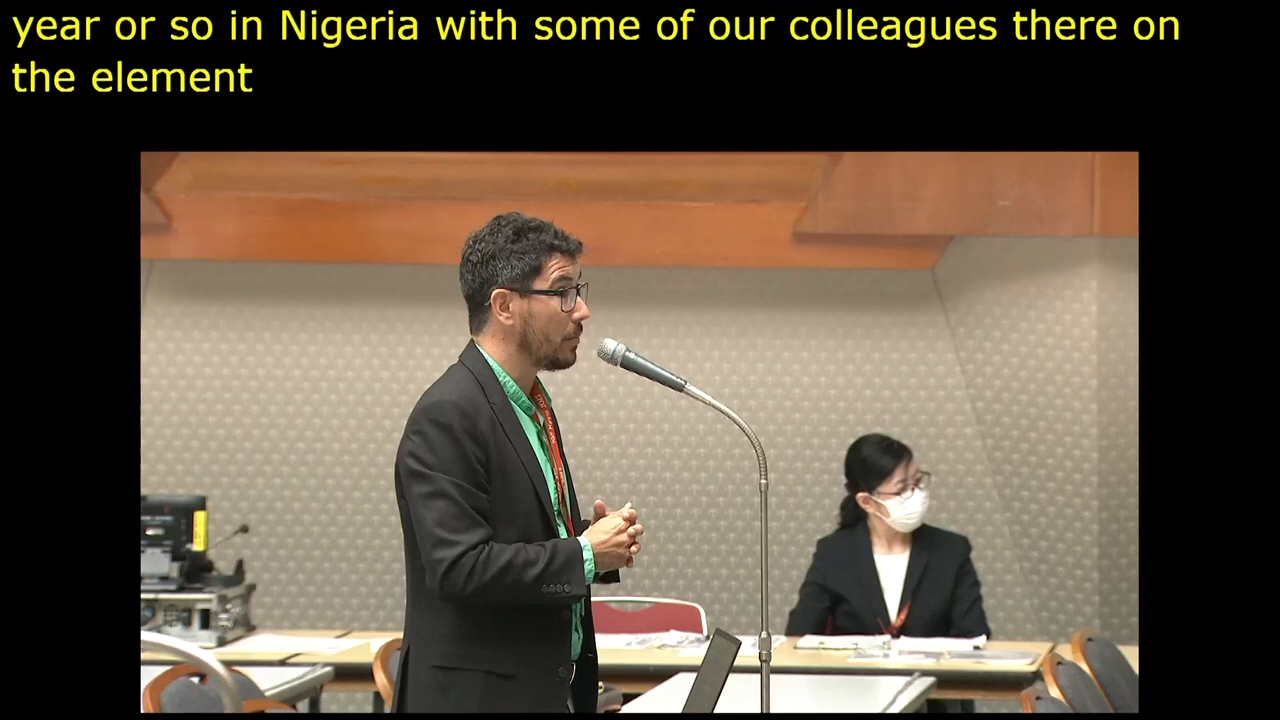 year or so in Nigeria with some of our colleagues there on
the element